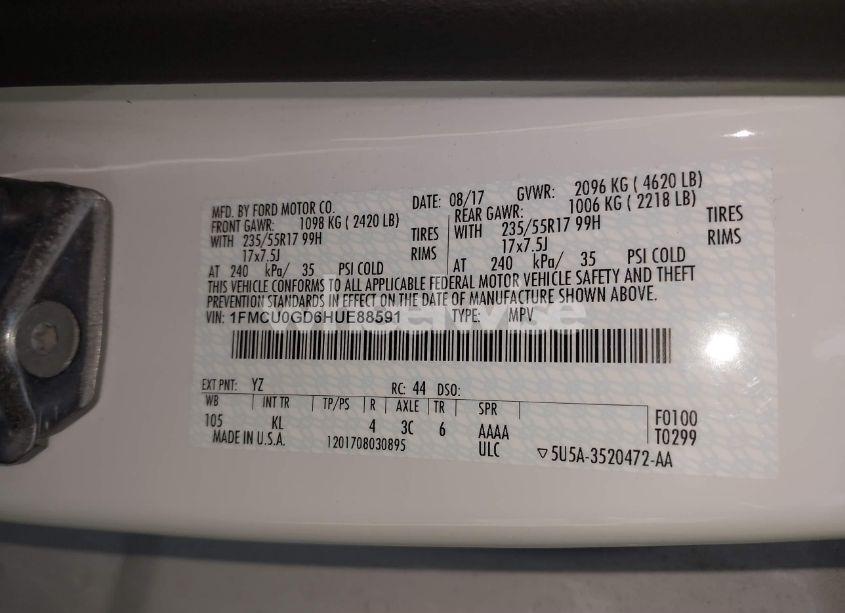 MFD. BY FORD MOTOR CO.
DATE: 08/17
GVWR: 2096 KG ( 4620 LB)
FRONT GAWR: 1098 KG ( 2420 LB)
REAR GAWR: 1006 KG ( 2218 LB)
WITH 235/55R17 99H TIRES
WITH 235/55R17 99H TIRES
17x7.5J RIMS
17x7.5J RIMS
AT 240 kPa/ 35 PSI COLD
AT 240 kPa/ 35 PSI COLD
THIS VEHICLE CONFORMS TO ALL APPLICABLE FEDERAL MOTOR VEHICLE SAFETY AND THEFT
PREVENTION STANDARDS IN EFFECT ON THE DATE OF MANUFACTURE SHOWN ABOVE.
VIN: 1FMCU0GD6HUE88591 TYPE: MPV
EXT PNT: YZ RC: 44 DSO:
WB INT TR TP/PS R AXLE TR SPR
105 KL 4 3C 6 AAAA
ULC
F0100
T0299
MADE IN U.S.A. 1201708030895
▽5U5A-3520472-AA